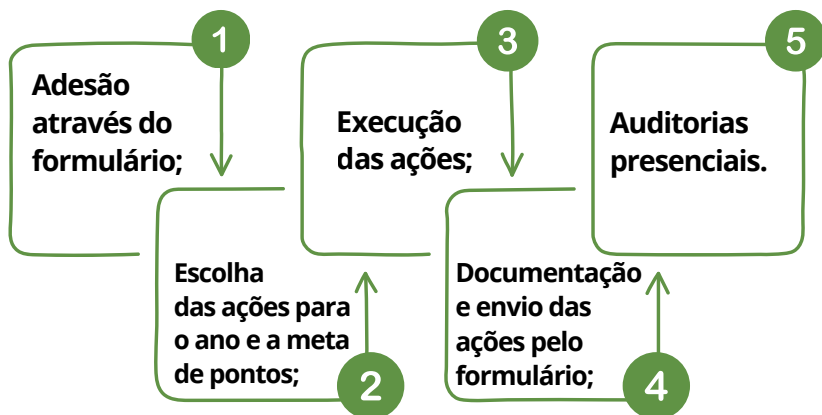 1
Adesão
através do
formulário;
2
Escolha
das ações para
o ano e a meta
de pontos;
3
Execução
das ações;
4
Documentação
e envio das
ações pelo
formulário;
5
Auditorias
presenciais.